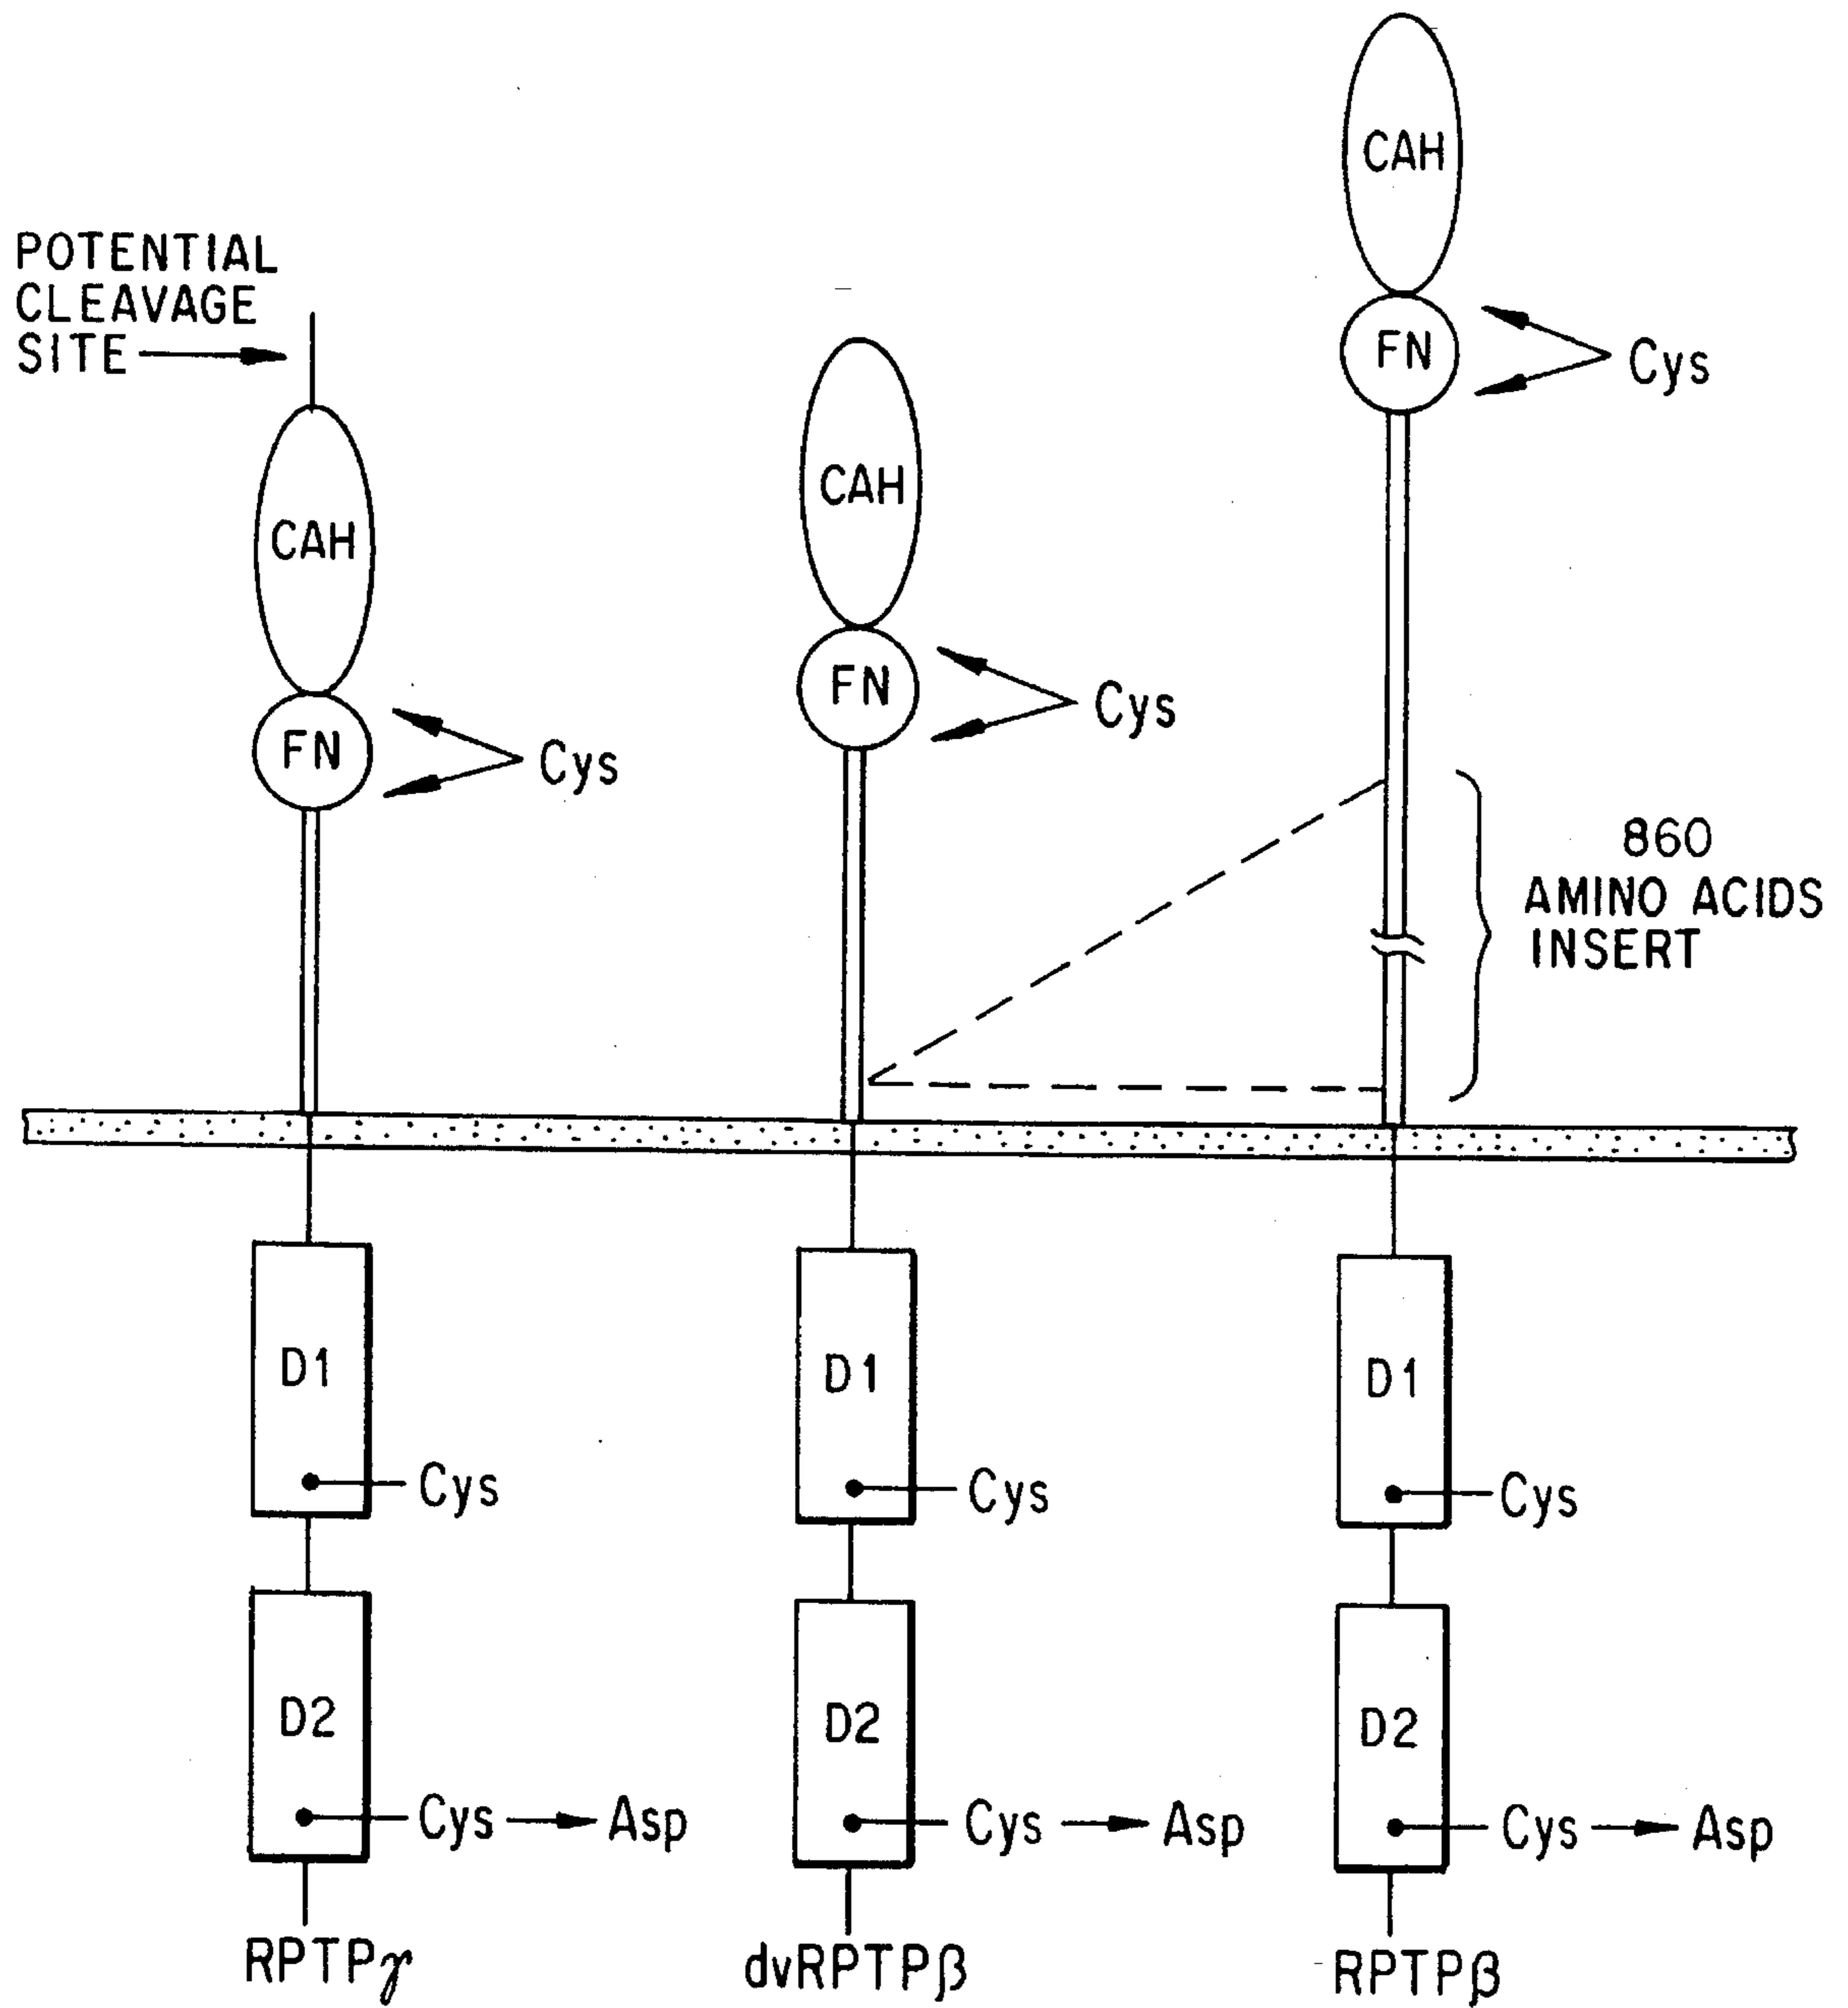 CAH
POTENTIAL
CLEAVAGE
SITE
FN
Cys
CAH
CAH
FN
Cys
FN
Cys
860
AMINO ACIDS
INSERT
D1
D1
D1
Cys
Cys
Cys
D2
D2
D2
Cys Asp
Cys Asp
Cys Asp
RPTPγ
dvRPTPβ
RPTPβ